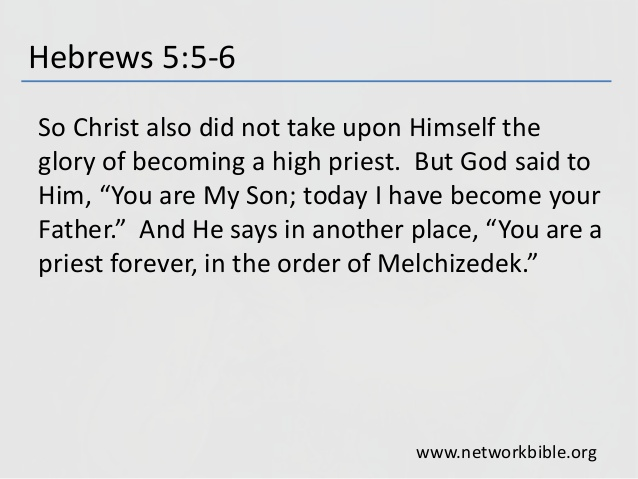 Hebrews 5:5-6
So Christ also did not take upon Himself the
glory of becoming a high priest.  But God said to
Him, “You are My Son; today I have become your
Father.”  And He says in another place, “You are a
priest forever, in the order of Melchizedek.”
www.networkbible.org